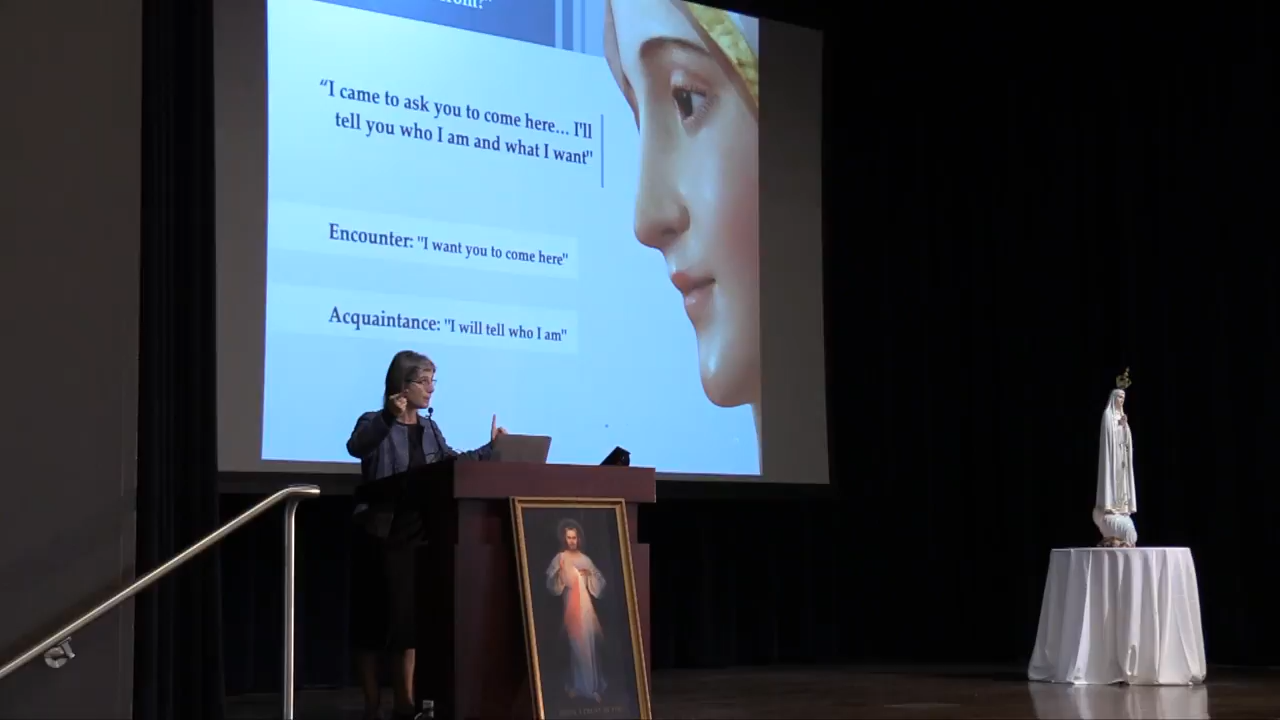 from?"
“I came to ask you to come here... I'll
tell you who I am and what I want"
Encounter: "I want you to come here"
Acquaintance: "I will tell who I am"